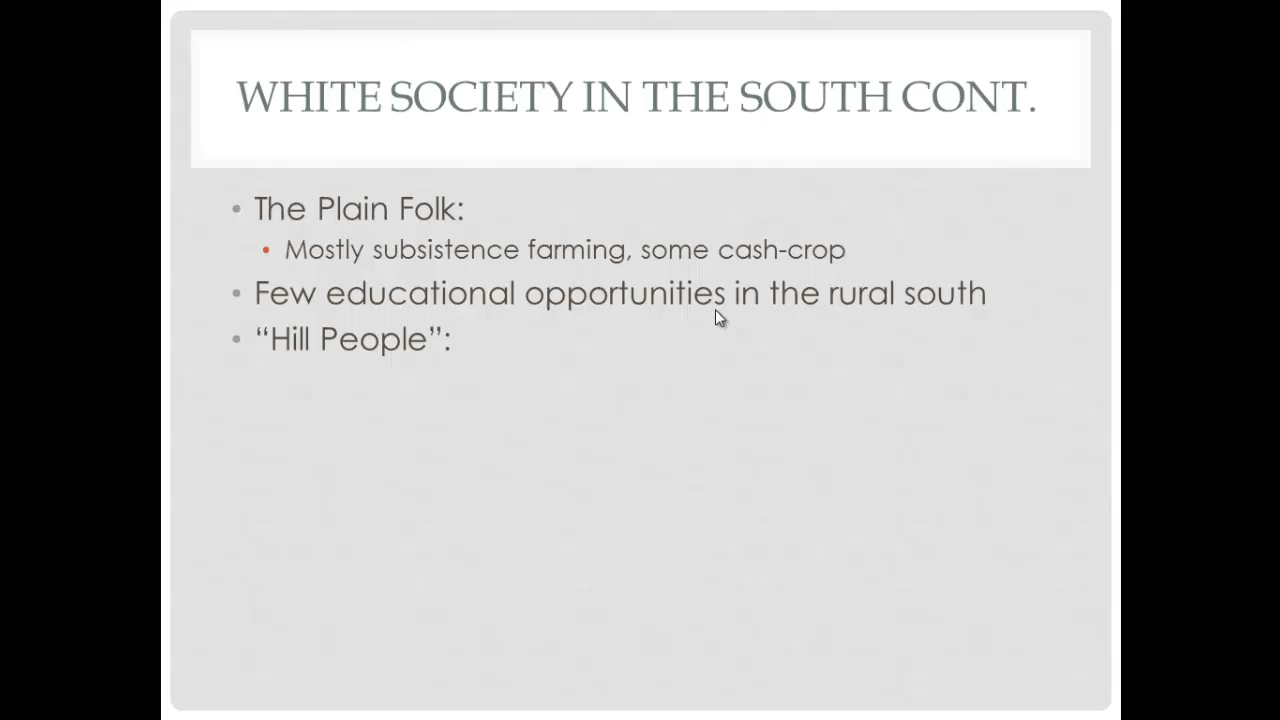 WHITE SOCIETY IN THE SOUTH CONT.
• The Plain Folk:
• Mostly subsistence farming, some cash-crop
• Few educational opportunities in the rural south
• “Hill People”: